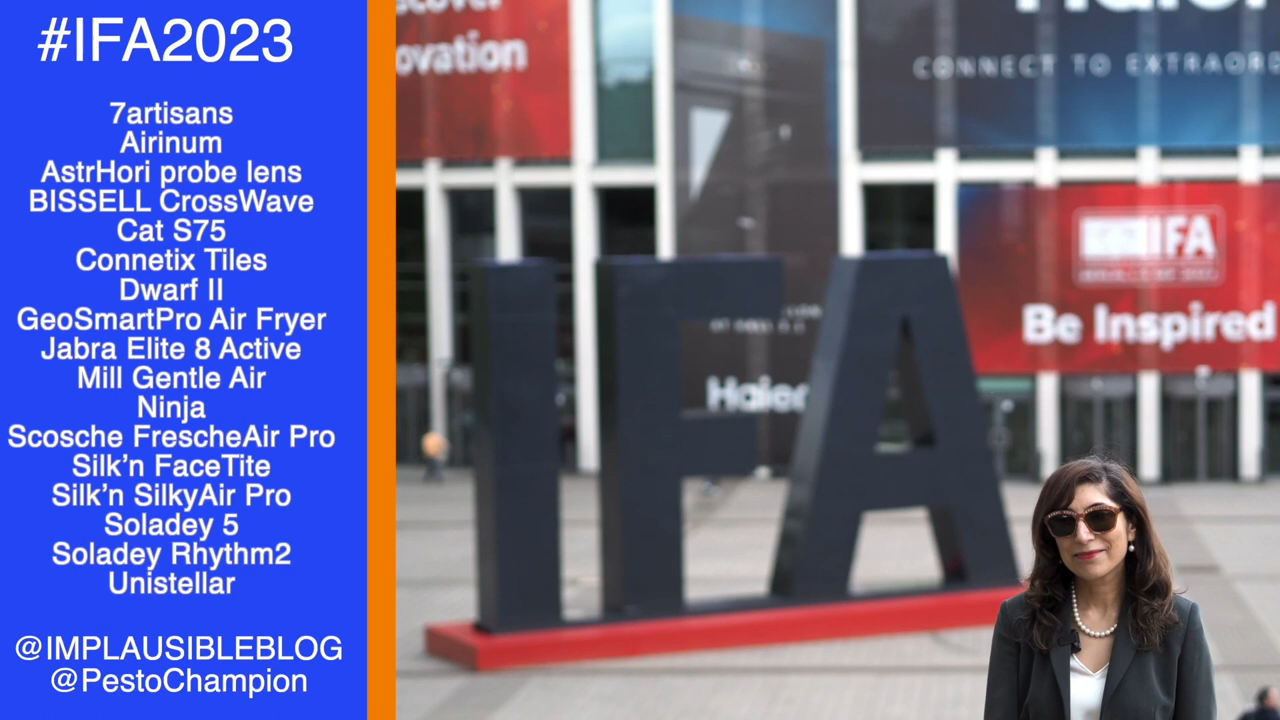 #IFA2023
7artisans
Airinum
AstrHori probe lens
BISSELL CrossWave
Cat S75
Connetix Tiles
Dwarf II
GeoSmartPro Air Fryer
Jabra Elite 8 Active
Mill Gentle Air
Ninja
Scosche FrescheAir Pro
Silk'n FaceTite
Silk'n SilkyAir Pro
Soladey 5
Soladey Rhythm2
Unistellar
@IMPLAUSIBLEBLOG
@PestoChampion
ovation
CONNECT TO EXTRAORD
IFA
Be Inspired
Haier
IFA